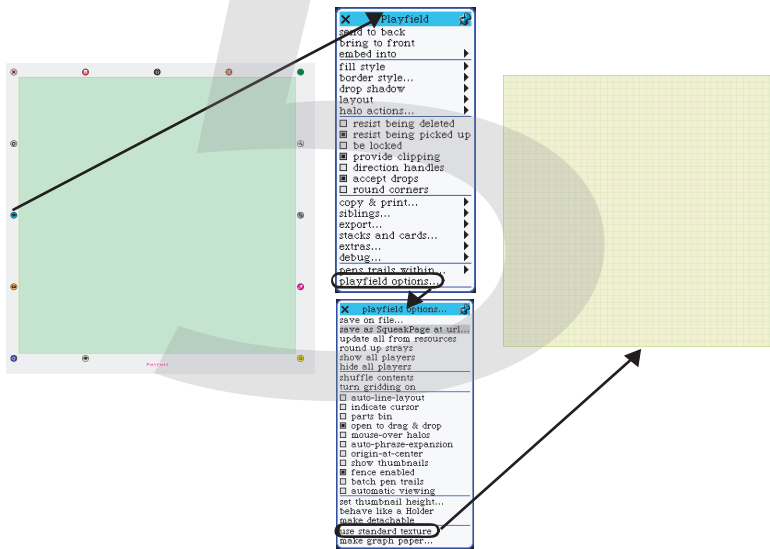 Playfield
send to back
bring to front
embed into
fill style
border style...
drop shadow
layout
halo actions...
resist being deleted
resist being picked up
be locked
provide clipping
direction handles
accept drops
round corners
copy & print...
siblings...
export...
stacks and cards...
extras...
debug...
pens trails within...
playfield options...
Playfield
playfield options...
save on file...
save as SqueakPage at url...
update all from resources
round up strays
show all players
hide all players
shuffle contents
turn gridding on
auto-line-layout
indicate cursor
parts bin
open to drag & drop
mouse-over halos
auto-phrase-expansion
origin-at-center
show thumbnails
fence enabled
batch pen trails
automatic viewing
set thumbnail height...
behave like a Holder
make detachable
use standard texture
make graph paper...